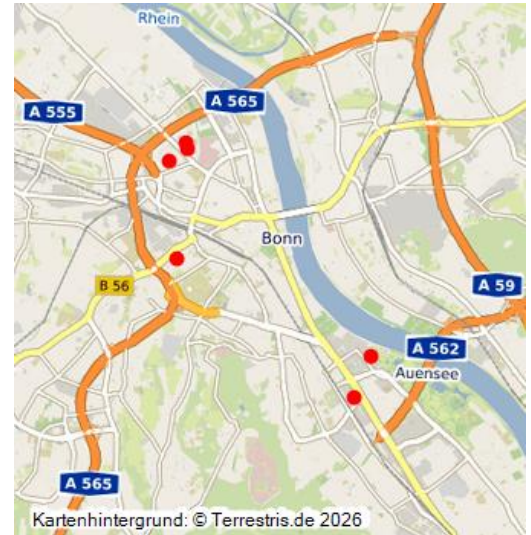 Rhein
A 565
A 555
Bonn
B 56
A 59
A 562
Auensee
A 565
Kartenhintergrund: © Terrestris.de 2026